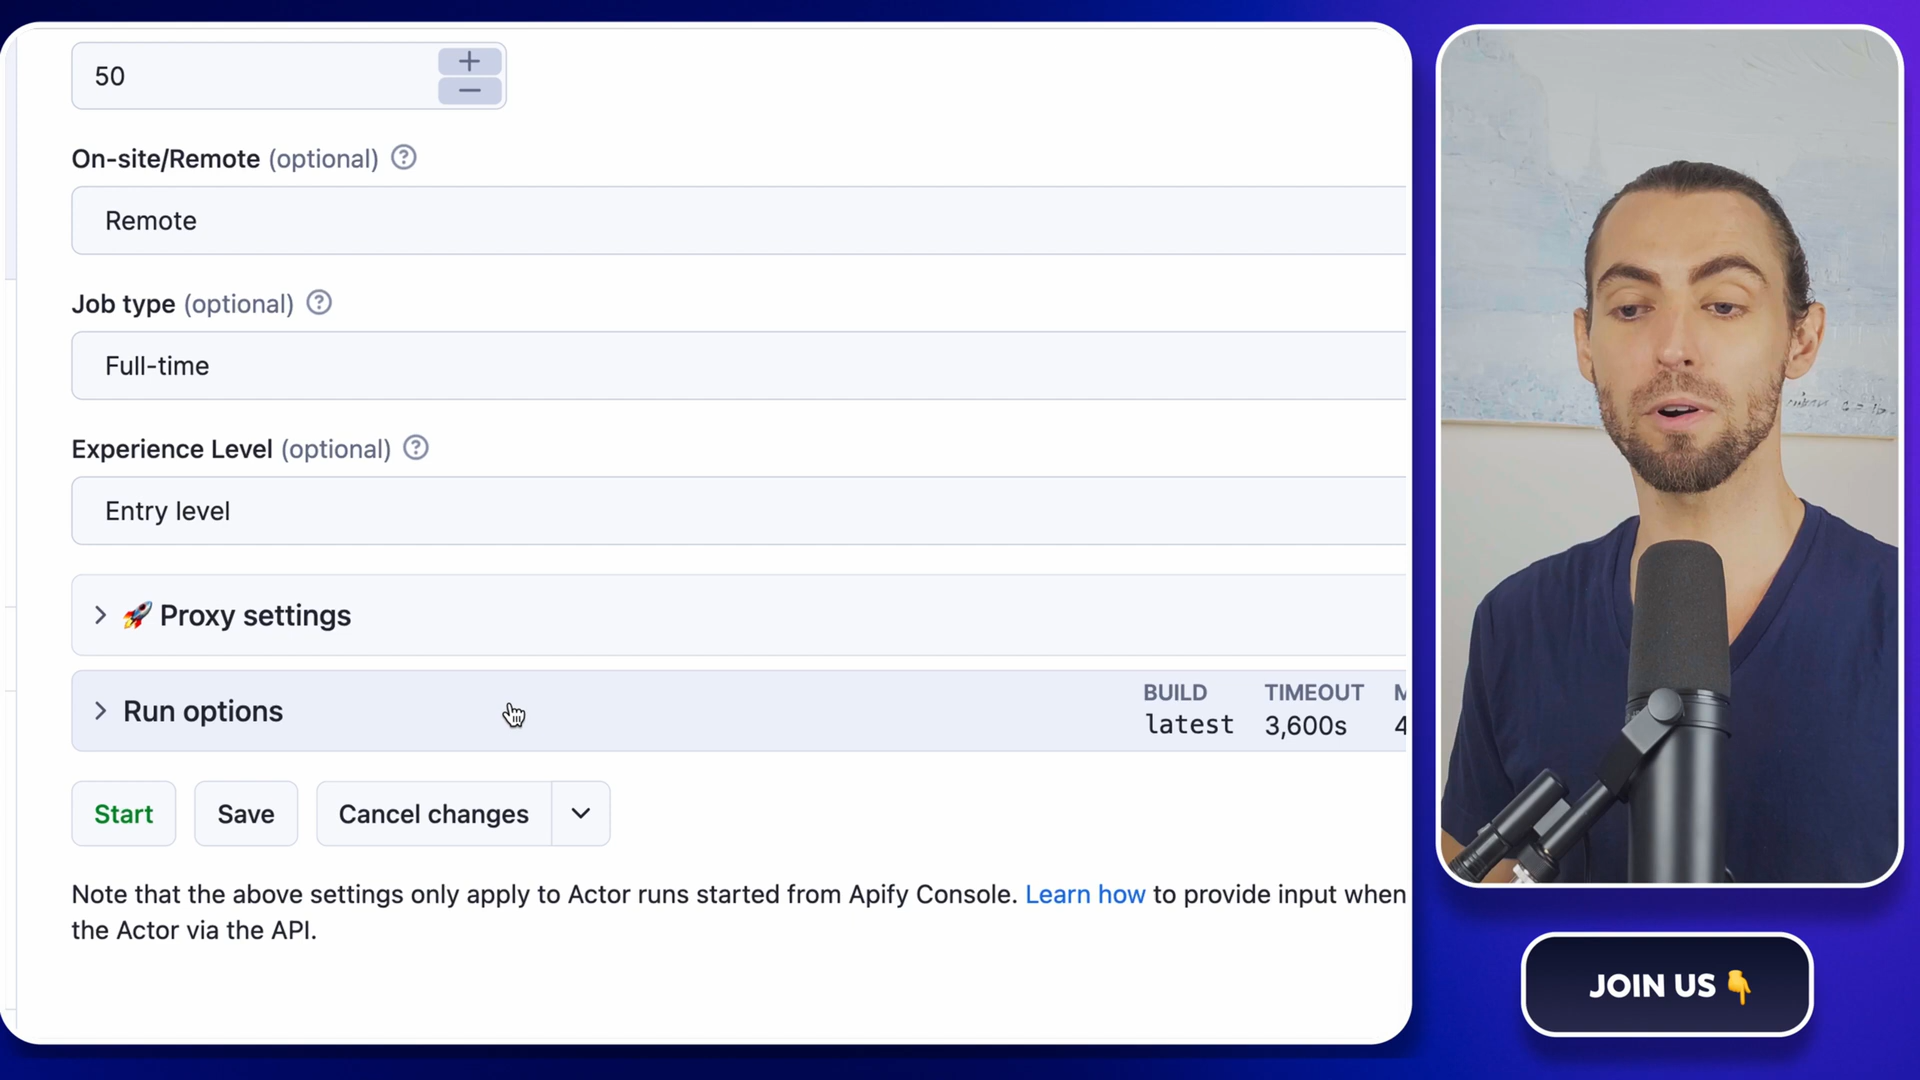 50
On-site/Remote (optional)
Remote
Job type (optional)
Full-time
Experience Level (optional)
Entry level
🚀 Proxy settings
Run options
BUILD TIMEOUT M
latest 3,600s 4
Start Save Cancel changes
Note that the above settings only apply to Actor runs started from Apify Console. Learn how to provide input when
the Actor via the API.
JOIN US 👇